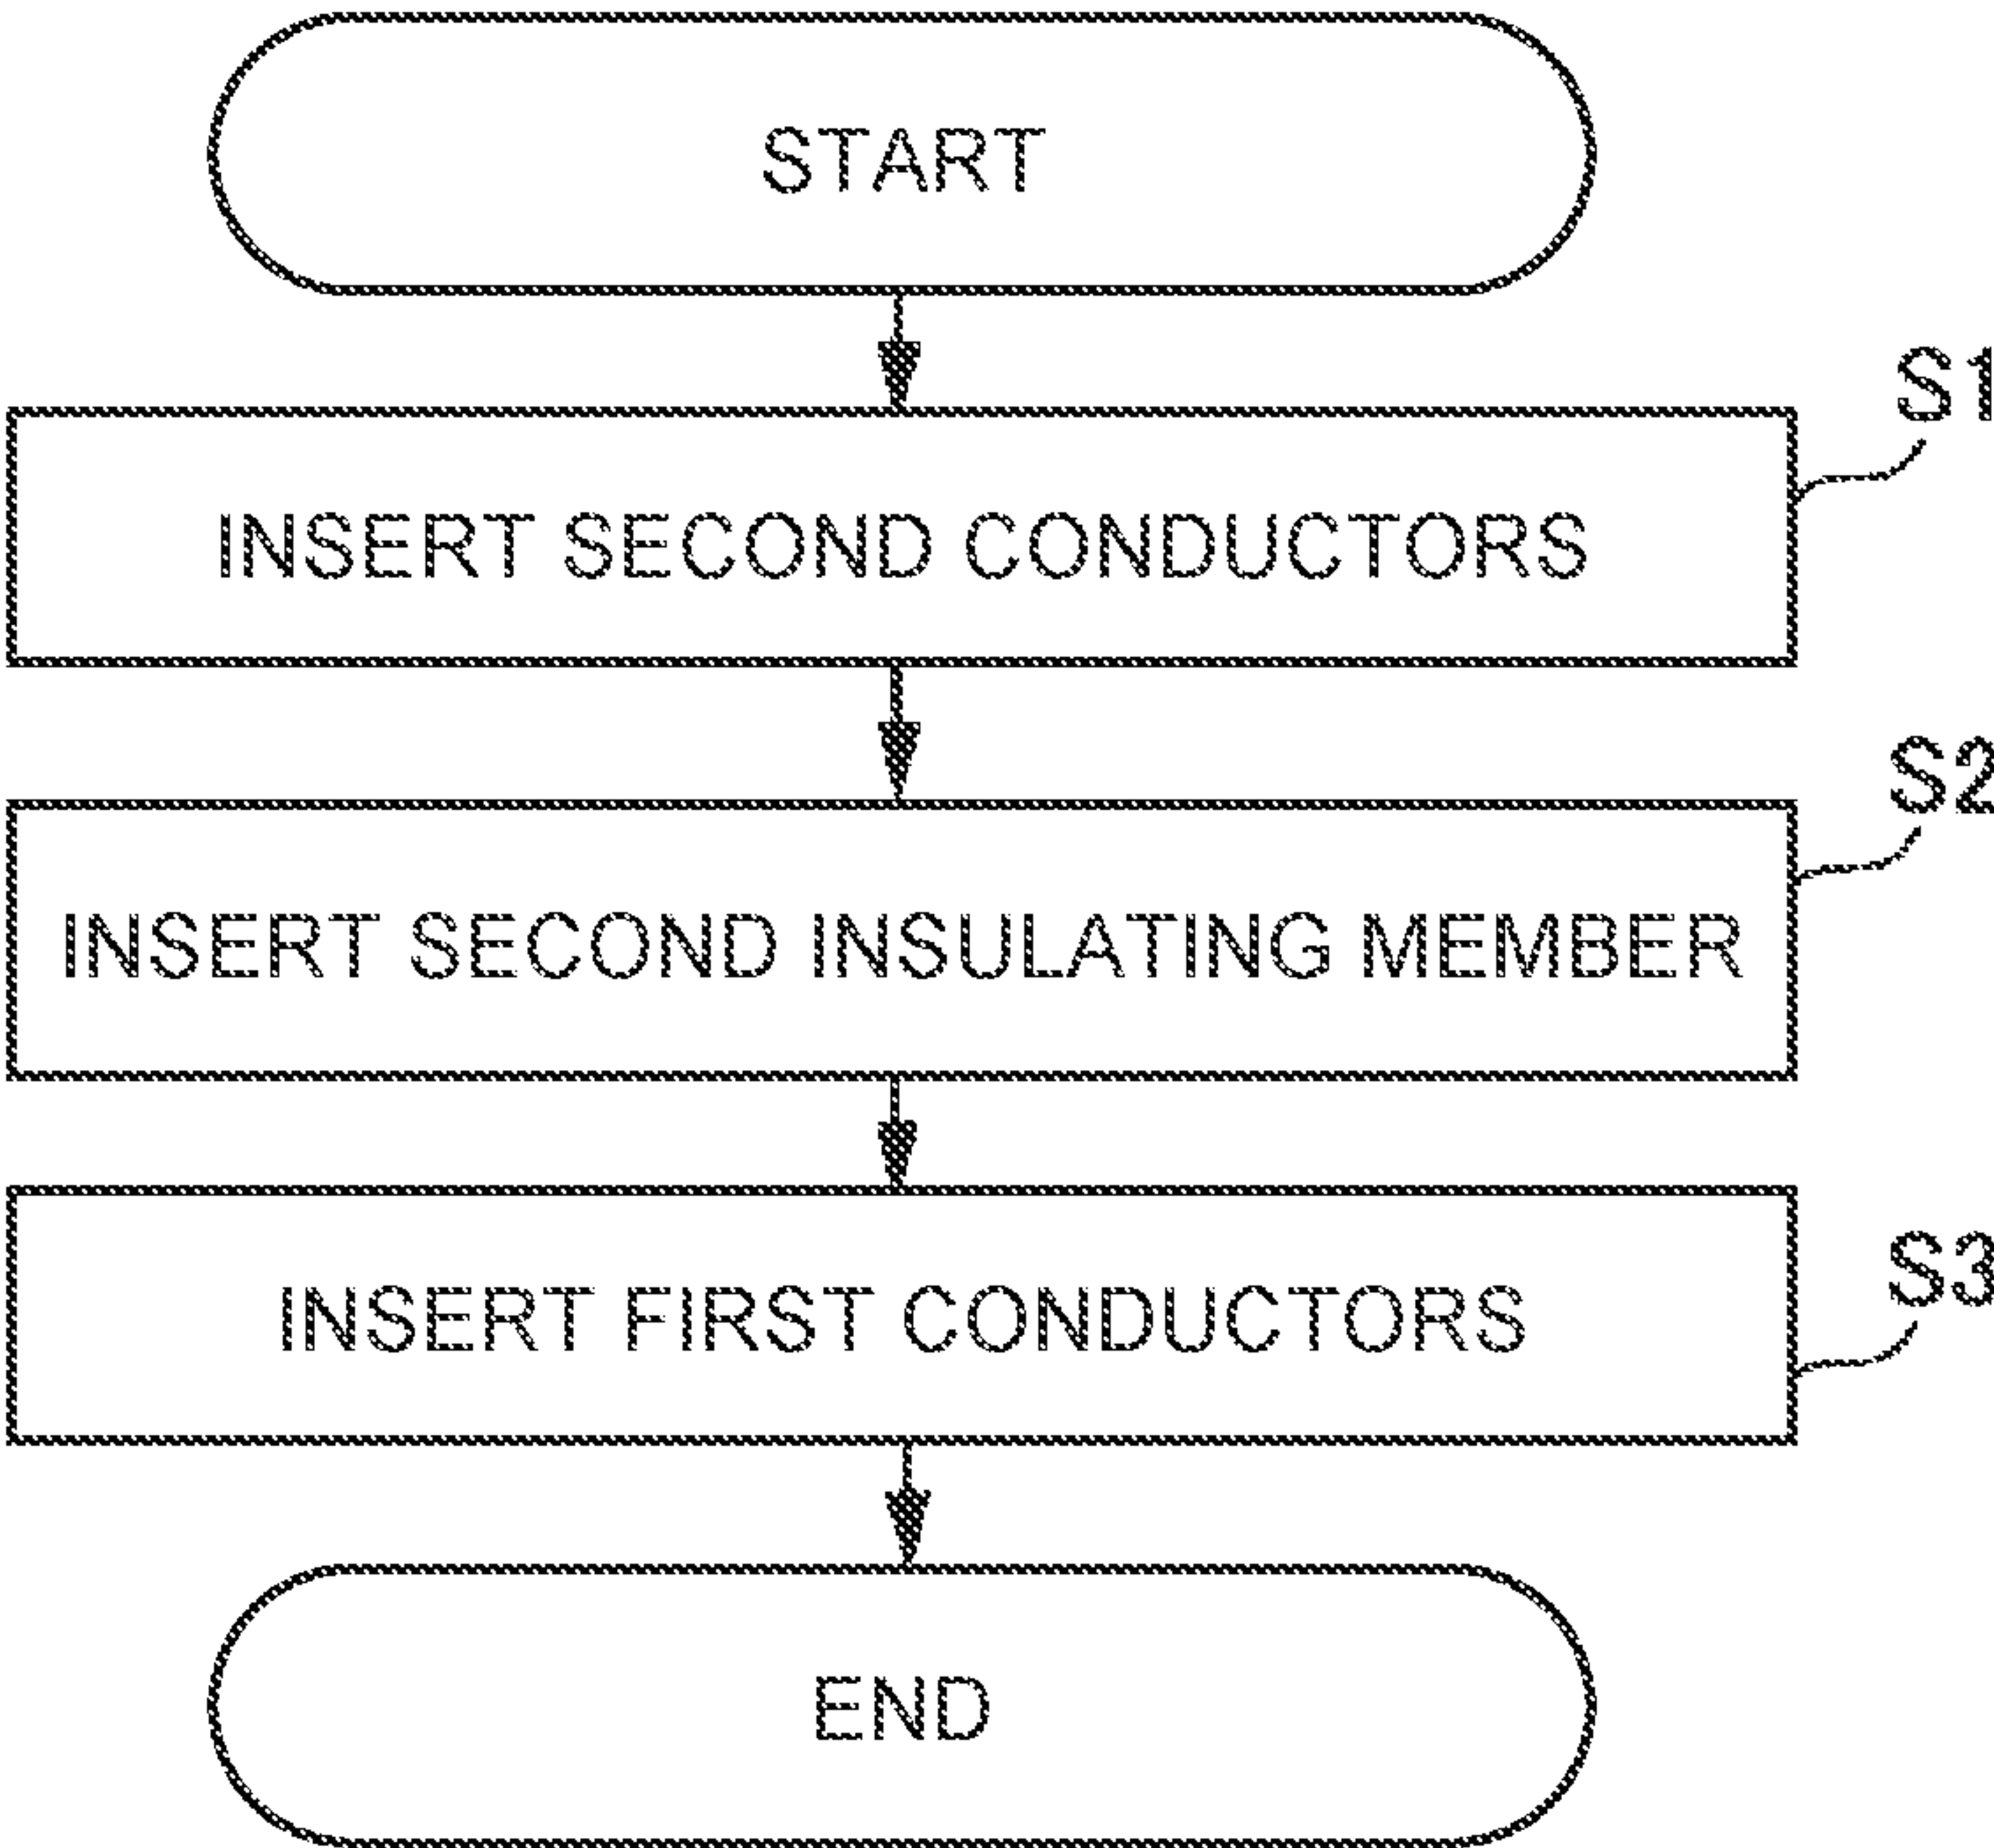 START
S1
INSERT SECOND CONDUCTORS
S2
INSERT SECOND INSULATING MEMBER
S3
INSERT FIRST CONDUCTORS
END